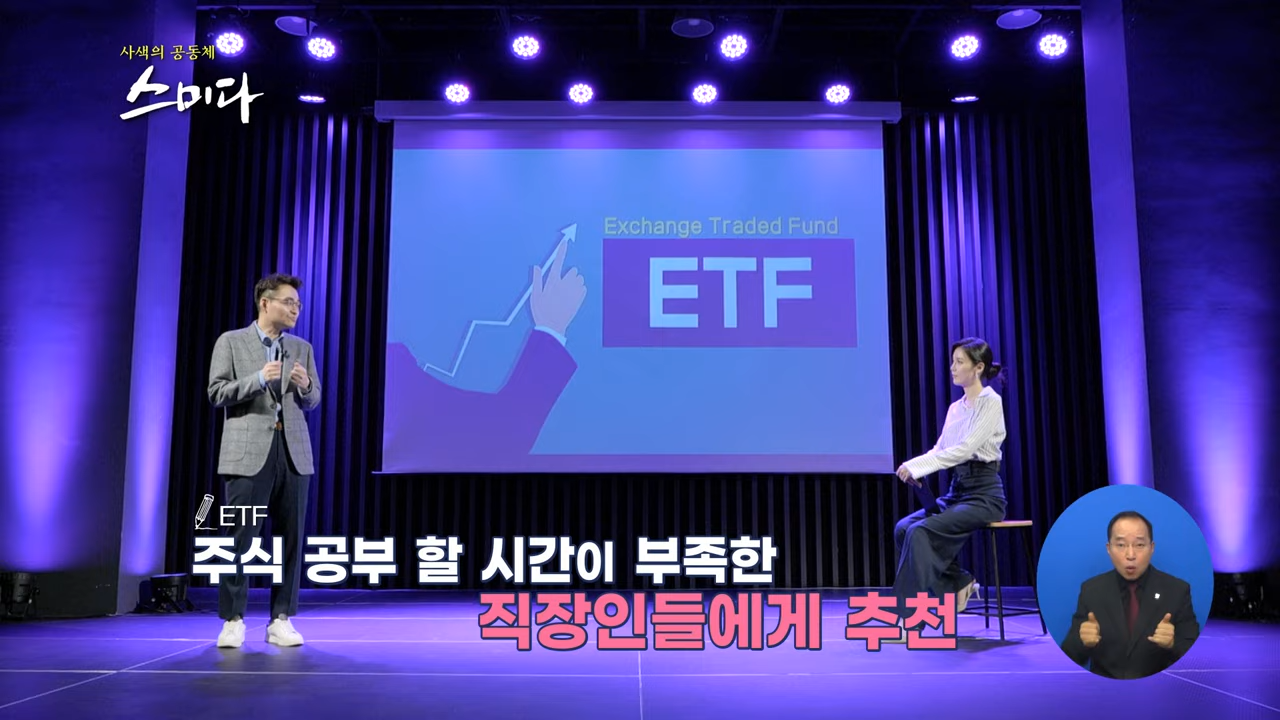 사색의 공동체
스미다
Exchange Traded Fund
ETF
ETF
주식 공부 할 시간이 부족한
직장인들에게 추천